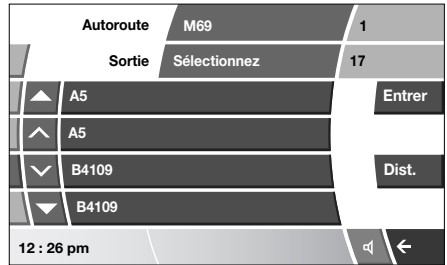 Autoroute M69 1
Sortie Sélectionnez 17
A5 Entrer
A5
B4109 Dist.
B4109
12 : 26 pm